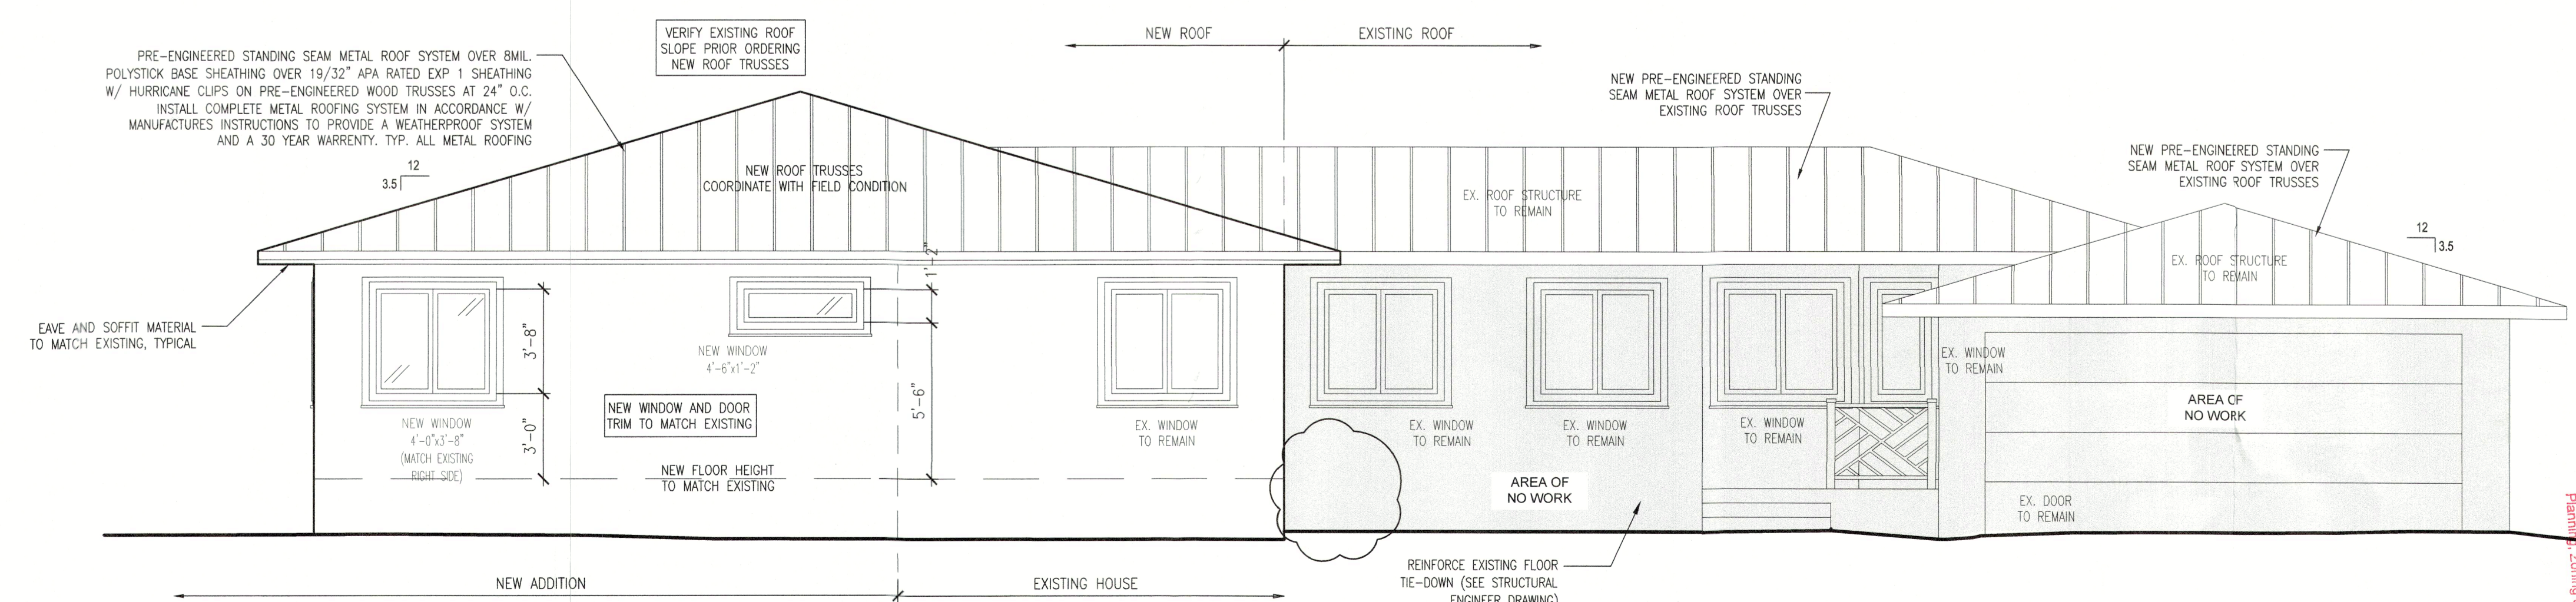 PRE-ENGINEERED STANDING SEAM METAL ROOF SYSTEM OVER 8MIL.
POLYSTICK BASE SHEATHING OVER 19/32" APA RATED EXP 1 SHEATHING
W/ HURRICANE CLIPS ON PRE-ENGINEERED WOOD TRUSSES AT 24" O.C.
INSTALL COMPLETE METAL ROOFING SYSTEM IN ACCORDANCE W/
MANUFACTURES INSTRUCTIONS TO PROVIDE A WEATHERPROOF SYSTEM
AND A 30 YEAR WARRENTY. TYP. ALL METAL ROOFING
VERIFY EXISTING ROOF
SLOPE PRIOR ORDERING
NEW ROOF TRUSSES
NEW ROOF
EXISTING ROOF
NEW PRE-ENGINEERED STANDING
SEAM METAL ROOF SYSTEM OVER
EXISTING ROOF TRUSSES
NEW PRE-ENGINEERED STANDING
SEAM METAL ROOF SYSTEM OVER
EXISTING ROOF TRUSSES
12
3.5
NEW ROOF TRUSSES
COORDINATE WITH FIELD CONDITION
EX. ROOF STRUCTURE
TO REMAIN
12
3.5
EX. ROOF STRUCTURE
TO REMAIN
EAVE AND SOFFIT MATERIAL
TO MATCH EXISTING, TYPICAL
1'-2"
3'-8"
5'-6"
3'-0"
NEW WINDOW
4'-6"x1'-2"
NEW WINDOW AND DOOR
TRIM TO MATCH EXISTING
NEW WINDOW
4'-0"x3'-8"
(MATCH EXISTING
RIGHT SIDE)
NEW FLOOR HEIGHT
TO MATCH EXISTING
EX. WINDOW
TO REMAIN
EX. WINDOW
TO REMAIN
EX. WINDOW
TO REMAIN
EX. WINDOW
TO REMAIN
EX. WINDOW
TO REMAIN
AREA OF
NO WORK
AREA OF
NO WORK
EX. DOOR
TO REMAIN
REINFORCE EXISTING FLOOR
TIE-DOWN (SEE STRUCTURAL
ENGINEER DRAWING)
NEW ADDITION
EXISTING HOUSE
Planning, Zoning